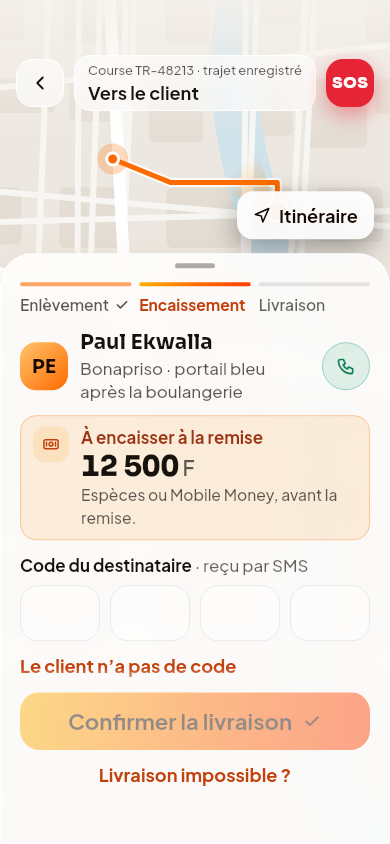 Course TR-48213 · trajet enregistré
Vers le client
SOS
Itinéraire
Enlèvement
Encaissement
Livraison
PE
Paul Ekwalla
Bonapriso · portail bleu
après la boulangerie
À encaisser à la remise
12 500 F
Espèces ou Mobile Money, avant la
remise.
Code du destinataire · reçu par SMS
Le client n’a pas de code
Confirmer la livraison
Livraison impossible ?